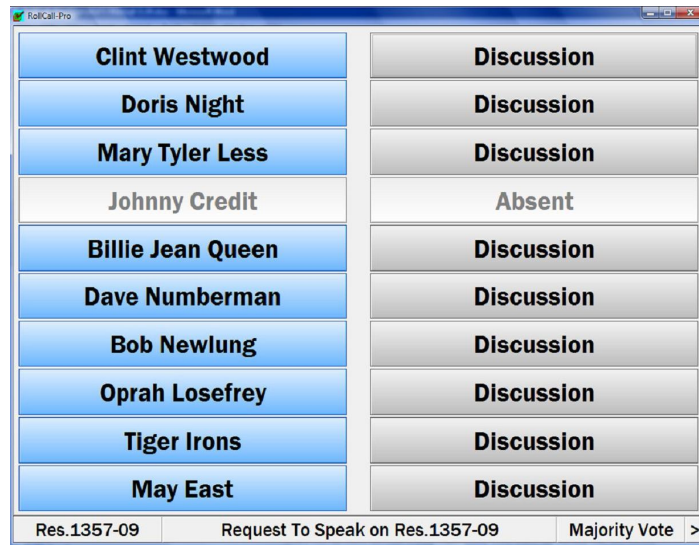 RollCall-Pro
Clint Westwood Discussion
Doris Night Discussion
Mary Tyler Less Discussion
Johnny Credit Absent
Billie Jean Queen Discussion
Dave Numberman Discussion
Bob Newlung Discussion
Oprah Losefrey Discussion
Tiger Irons Discussion
May East Discussion
Res.1357-09 Request To Speak on Res.1357-09 Majority Vote >